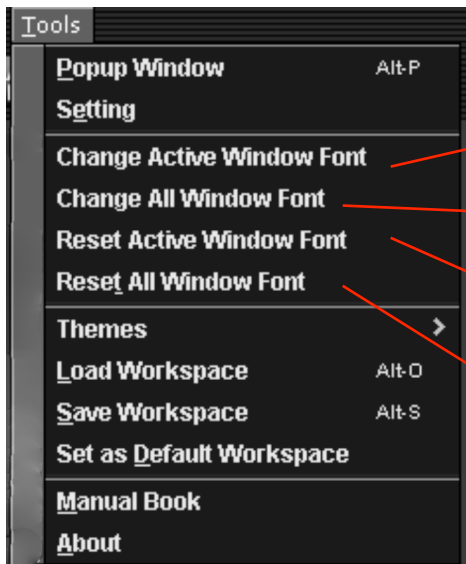 Tools
Popup Window Alt-P
Setting
Change Active Window Font
Change All Window Font
Reset Active Window Font
Reset All Window Font
Themes
Load Workspace Alt-O
Save Workspace Alt-S
Set as Default Workspace
Manual Book
About